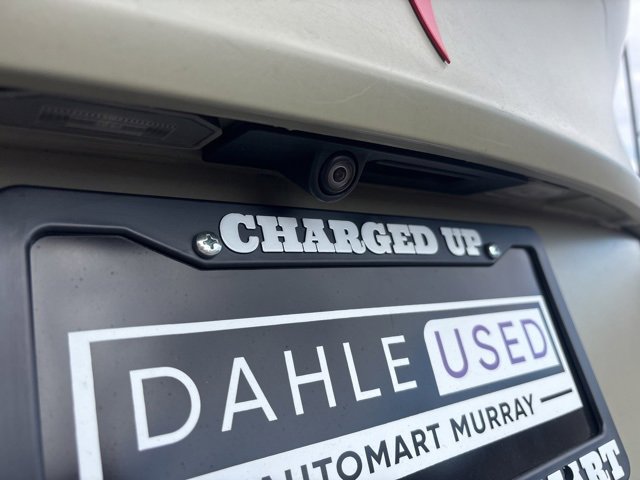 CHARGED UP
DAHLE USED
AUTOMART MURRAY